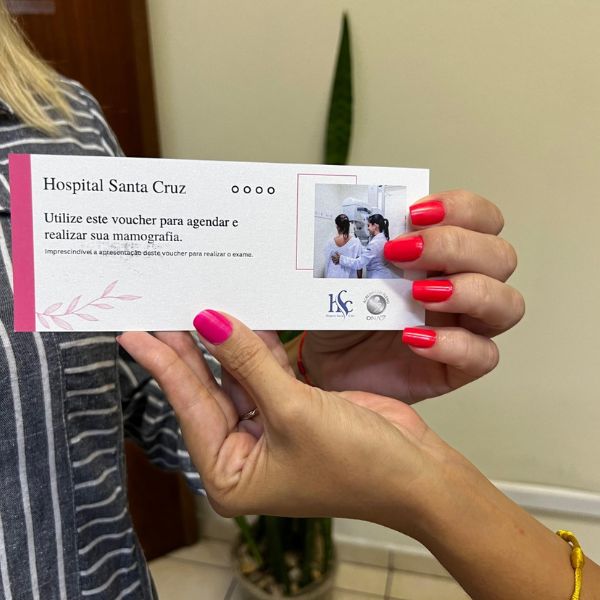 Hospital Santa Cruz
Utilize este voucher para agendar e
realizar sua mamografia.
Imprescindível a apresentação deste voucher para realizar o exame.
hsc